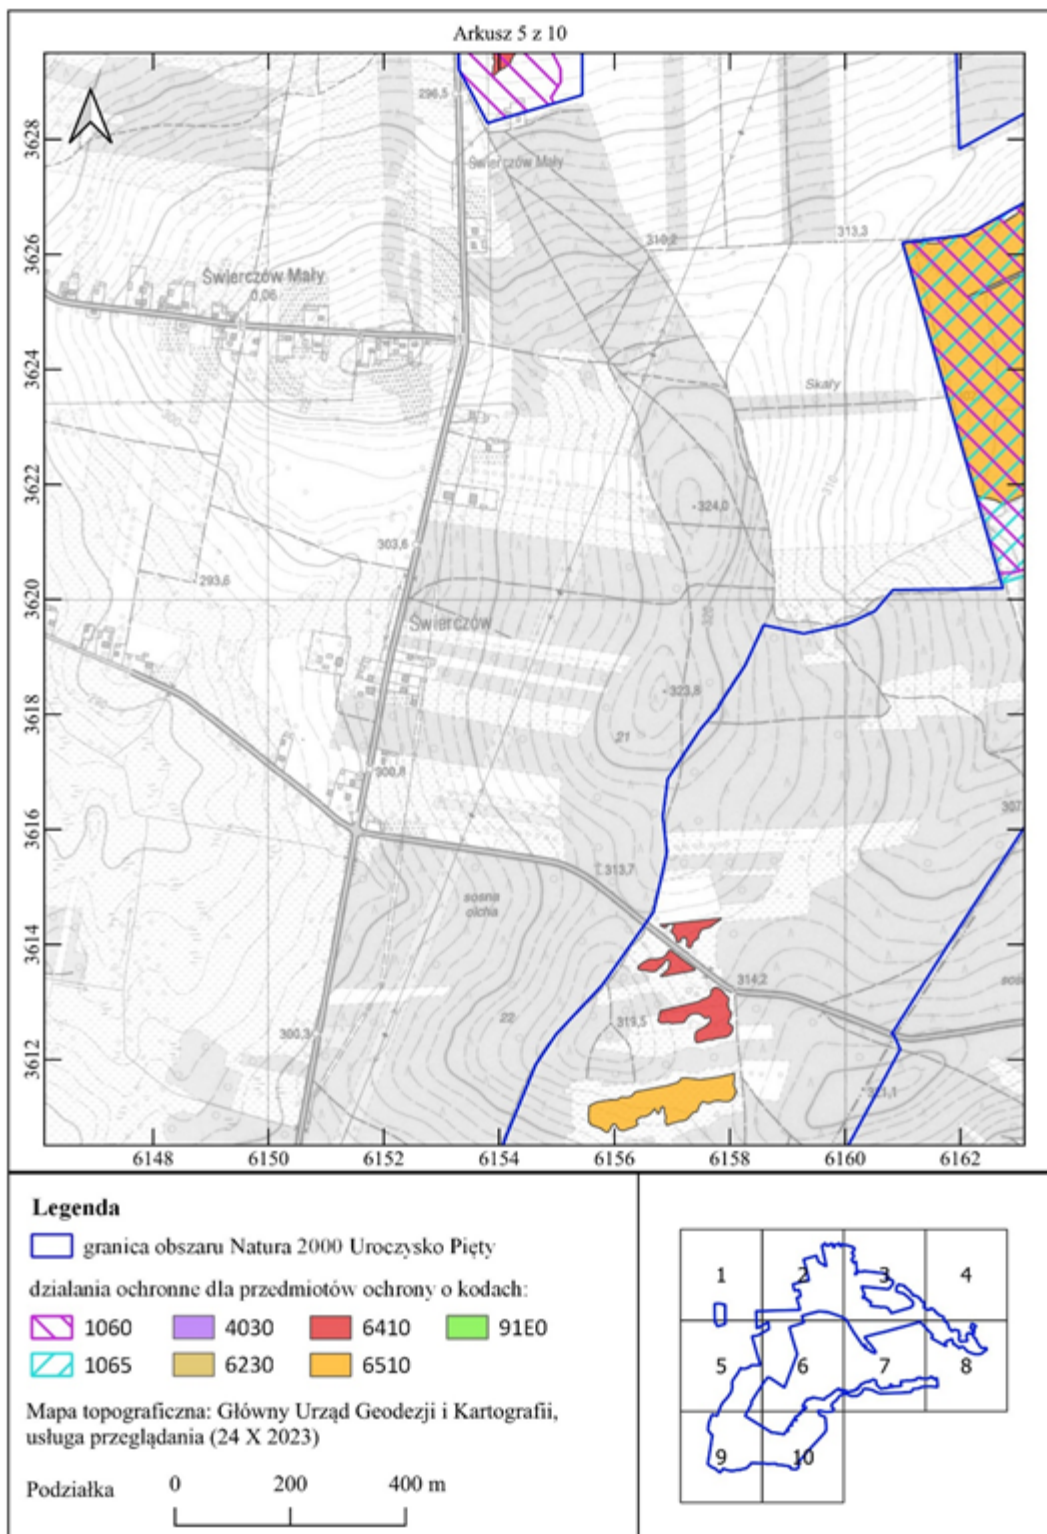 Arkusz 5 z 10
296,5
Świerczów Mały
310,2
313,3
Świerczów Mały
0,06
Skały
324,0
303,6
293,6
Świerczów
323,8
21
300,8
307
313,7
sosna
olchia
314,2
22
319,5
300,3
321,1
3628
3626
3624
3622
3620
3618
3616
3614
3612
6148 6150 6152 6154 6156 6158 6160 6162
Legenda
granica obszaru Natura 2000 Uroczysko Pięty
działania ochronne dla przedmiotów ochrony o kodach:
1060 4030 6410 91E0
1065 6230 6510
Mapa topograficzna: Główny Urząd Geodezji i Kartografii,
usługa przeglądania (24 X 2023)
Podziałka 0 200 400 m
1 2 3 4
5 6 7 8
9 10